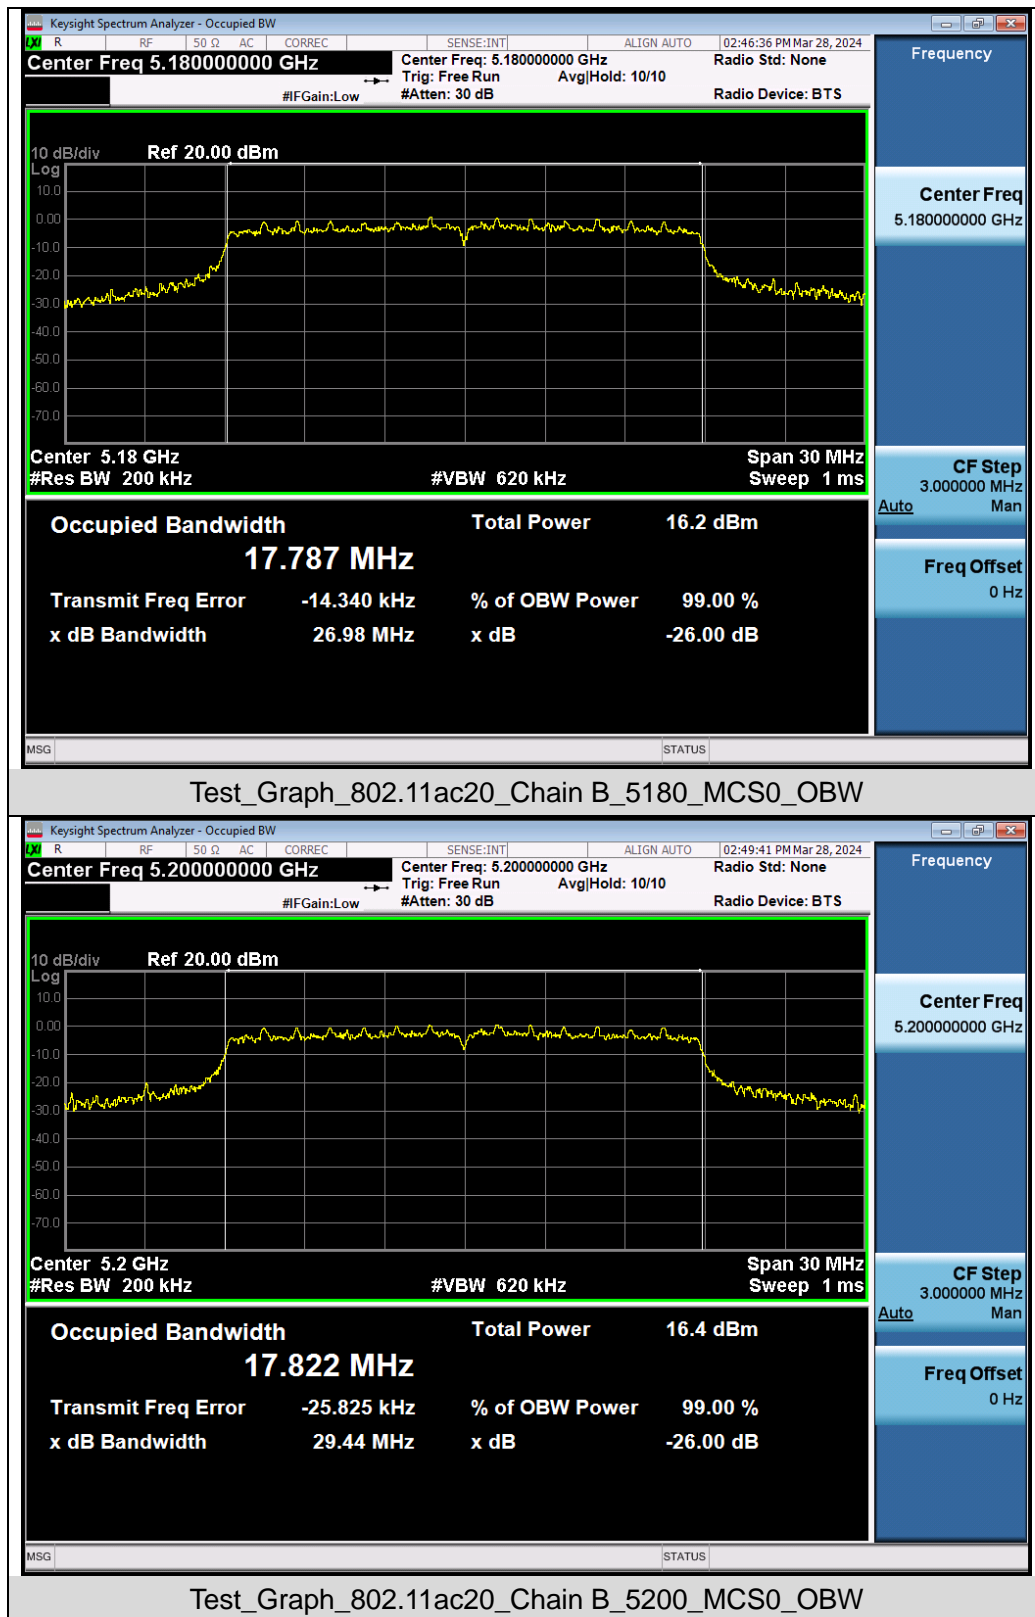 Keysight Spectrum Analyzer - Occupied BW
LXI R RF 50 Ω AC CORREC SENSE:INT ALIGN AUTO 02:46:36 PM Mar 28, 2024
Center Freq 5.180000000 GHz
Center Freq: 5.180000000 GHz
Radio Std: None
Trig: Free Run Avg|Hold: 10/10
#IFGain:Low #Atten: 30 dB Radio Device: BTS
Frequency
10 dB/div Ref 20.00 dBm
Log
10.0
0.00
-10.0
-20.0
-30.0
-40.0
-50.0
-60.0
-70.0
Center Freq
5.180000000 GHz
Center 5.18 GHz Span 30 MHz
#Res BW 200 kHz #VBW 620 kHz Sweep 1 ms
CF Step
3.000000 MHz
Auto Man
Occupied Bandwidth Total Power 16.2 dBm
17.787 MHz
Freq Offset
0 Hz
Transmit Freq Error -14.340 kHz % of OBW Power 99.00 %
x dB Bandwidth 26.98 MHz x dB -26.00 dB
MSG STATUS
Test_Graph_802.11ac20_Chain B_5180_MCS0_OBW
Keysight Spectrum Analyzer - Occupied BW
LXI R RF 50 Ω AC CORREC SENSE:INT ALIGN AUTO 02:49:41 PM Mar 28, 2024
Center Freq 5.200000000 GHz
Center Freq: 5.200000000 GHz
Radio Std: None
Trig: Free Run Avg|Hold: 10/10
#IFGain:Low #Atten: 30 dB Radio Device: BTS
Frequency
10 dB/div Ref 20.00 dBm
Log
10.0
0.00
-10.0
-20.0
-30.0
-40.0
-50.0
-60.0
-70.0
Center Freq
5.200000000 GHz
Center 5.2 GHz Span 30 MHz
#Res BW 200 kHz #VBW 620 kHz Sweep 1 ms
CF Step
3.000000 MHz
Auto Man
Occupied Bandwidth Total Power 16.4 dBm
17.822 MHz
Freq Offset
0 Hz
Transmit Freq Error -25.825 kHz % of OBW Power 99.00 %
x dB Bandwidth 29.44 MHz x dB -26.00 dB
MSG STATUS
Test_Graph_802.11ac20_Chain B_5200_MCS0_OBW